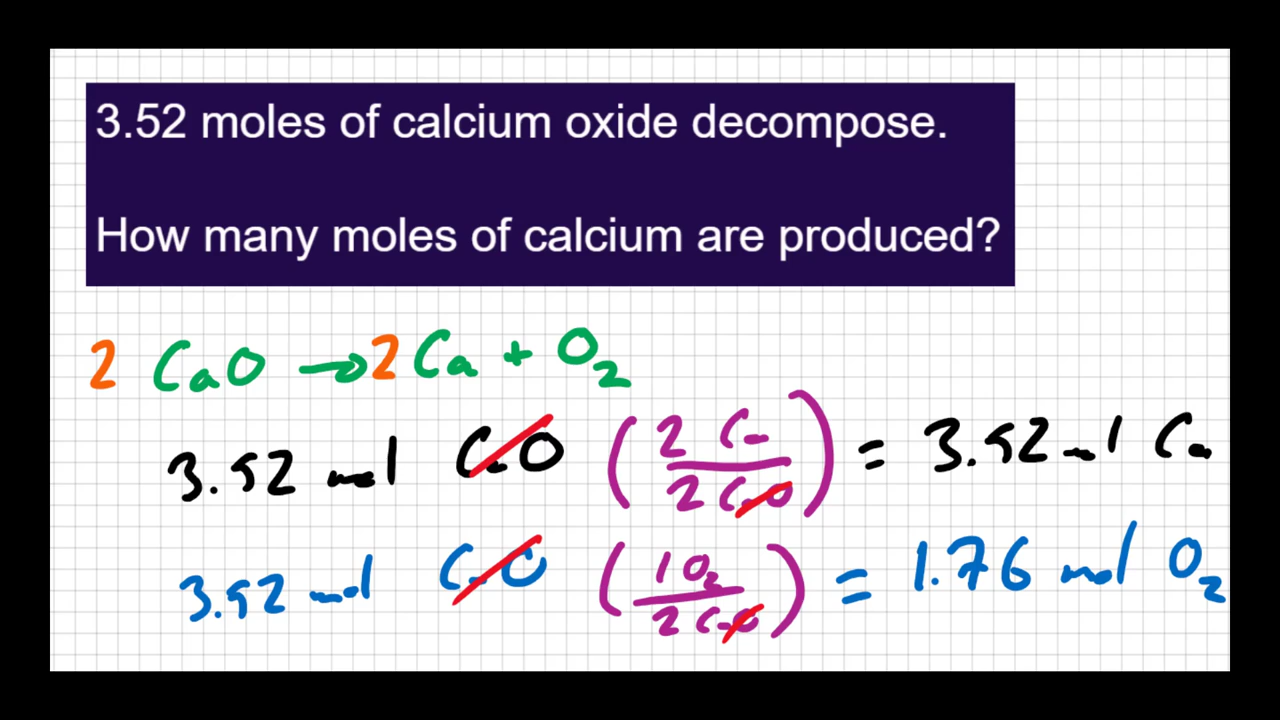 3.52 moles of calcium oxide decompose.
How many moles of calcium are produced?
2 CaO → 2 Ca + O₂
3.52 mol CaO (2 Ca / 2 CaO) = 3.52 mol Ca
3.52 mol CaO (1 O₂ / 2 CaO) = 1.76 mol O₂